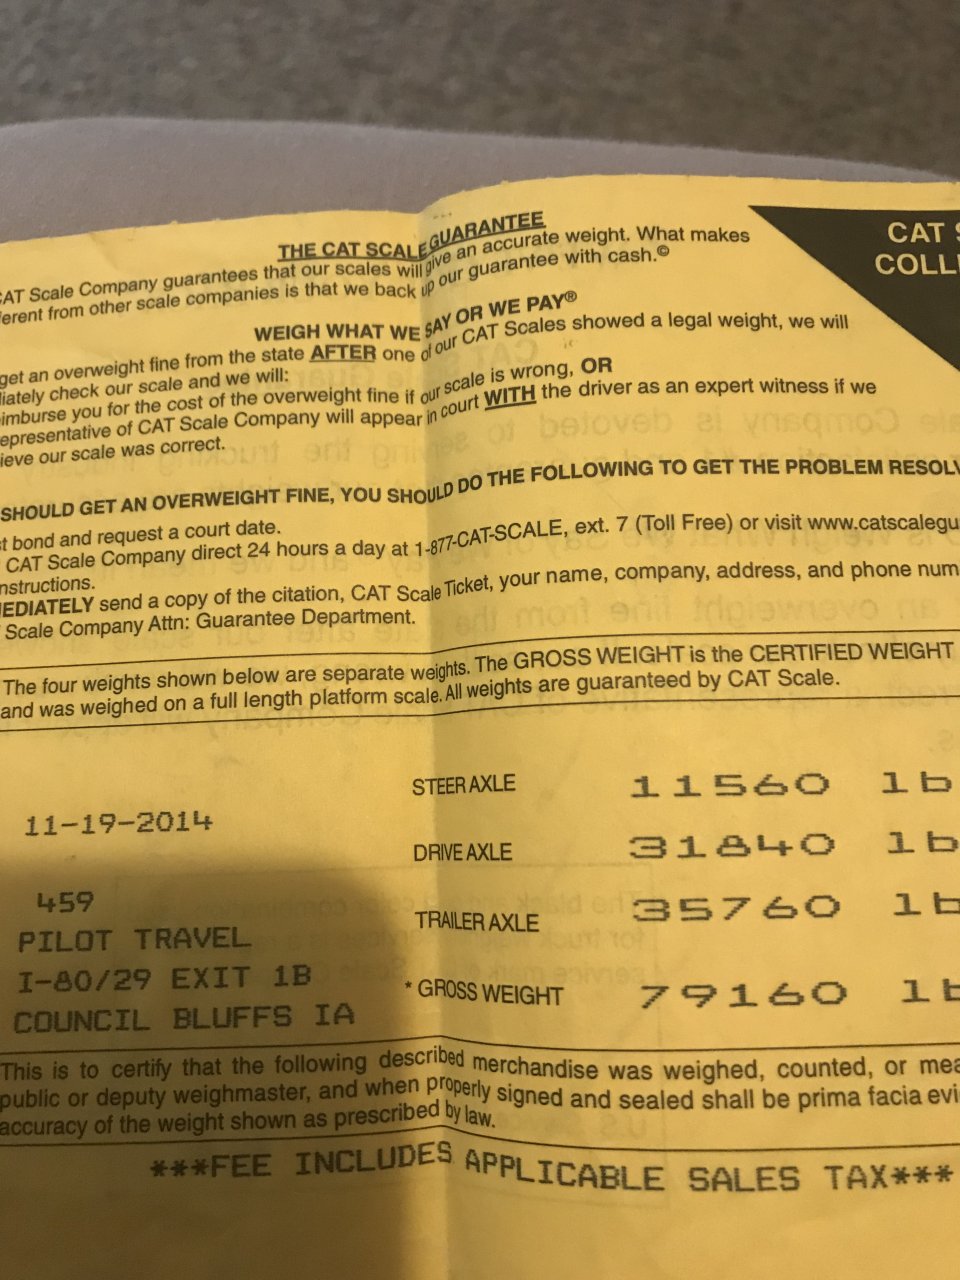 THE CAT SCALE GUARANTEE
CAT Scale Company guarantees that our scales will give an accurate weight. What makes
erent from other scale companies is that we back up our guarantee with cash.©
WEIGH WHAT WE SAY OR WE PAY®
get an overweight fine from the state AFTER one of our CAT Scales showed a legal weight, we will
diately check our scale and we will:
eimburse you for the cost of the overweight fine if our scale is wrong, OR
epresentative of CAT Scale Company will appear in court WITH the driver as an expert witness if we
lieve our scale was correct.
CAT S
COLL
SHOULD GET AN OVERWEIGHT FINE, YOU SHOULD DO THE FOLLOWING TO GET THE PROBLEM RESOLV
t bond and request a court date.
CAT Scale Company direct 24 hours a day at 1-877-CAT-SCALE, ext. 7 (Toll Free) or visit www.catscalegu
nstructions.
MEDIATELY send a copy of the citation, CAT Scale Ticket, your name, company, address, and phone num
Scale Company Attn: Guarantee Department.
The four weights shown below are separate weights. The GROSS WEIGHT is the CERTIFIED WEIGHT
and was weighed on a full length platform scale. All weights are guaranteed by CAT Scale.
STEER AXLE 11560 lb
11-19-2014
DRIVE AXLE 31840 lb
459
TRAILER AXLE 35760 lb
PILOT TRAVEL
I-80/29 EXIT 1B
* GROSS WEIGHT 79160 lb
COUNCIL BLUFFS IA
This is to certify that the following described merchandise was weighed, counted, or mea
public or deputy weighmaster, and when properly signed and sealed shall be prima facia evi
accuracy of the weight shown as prescribed by law.
***FEE INCLUDES APPLICABLE SALES TAX***